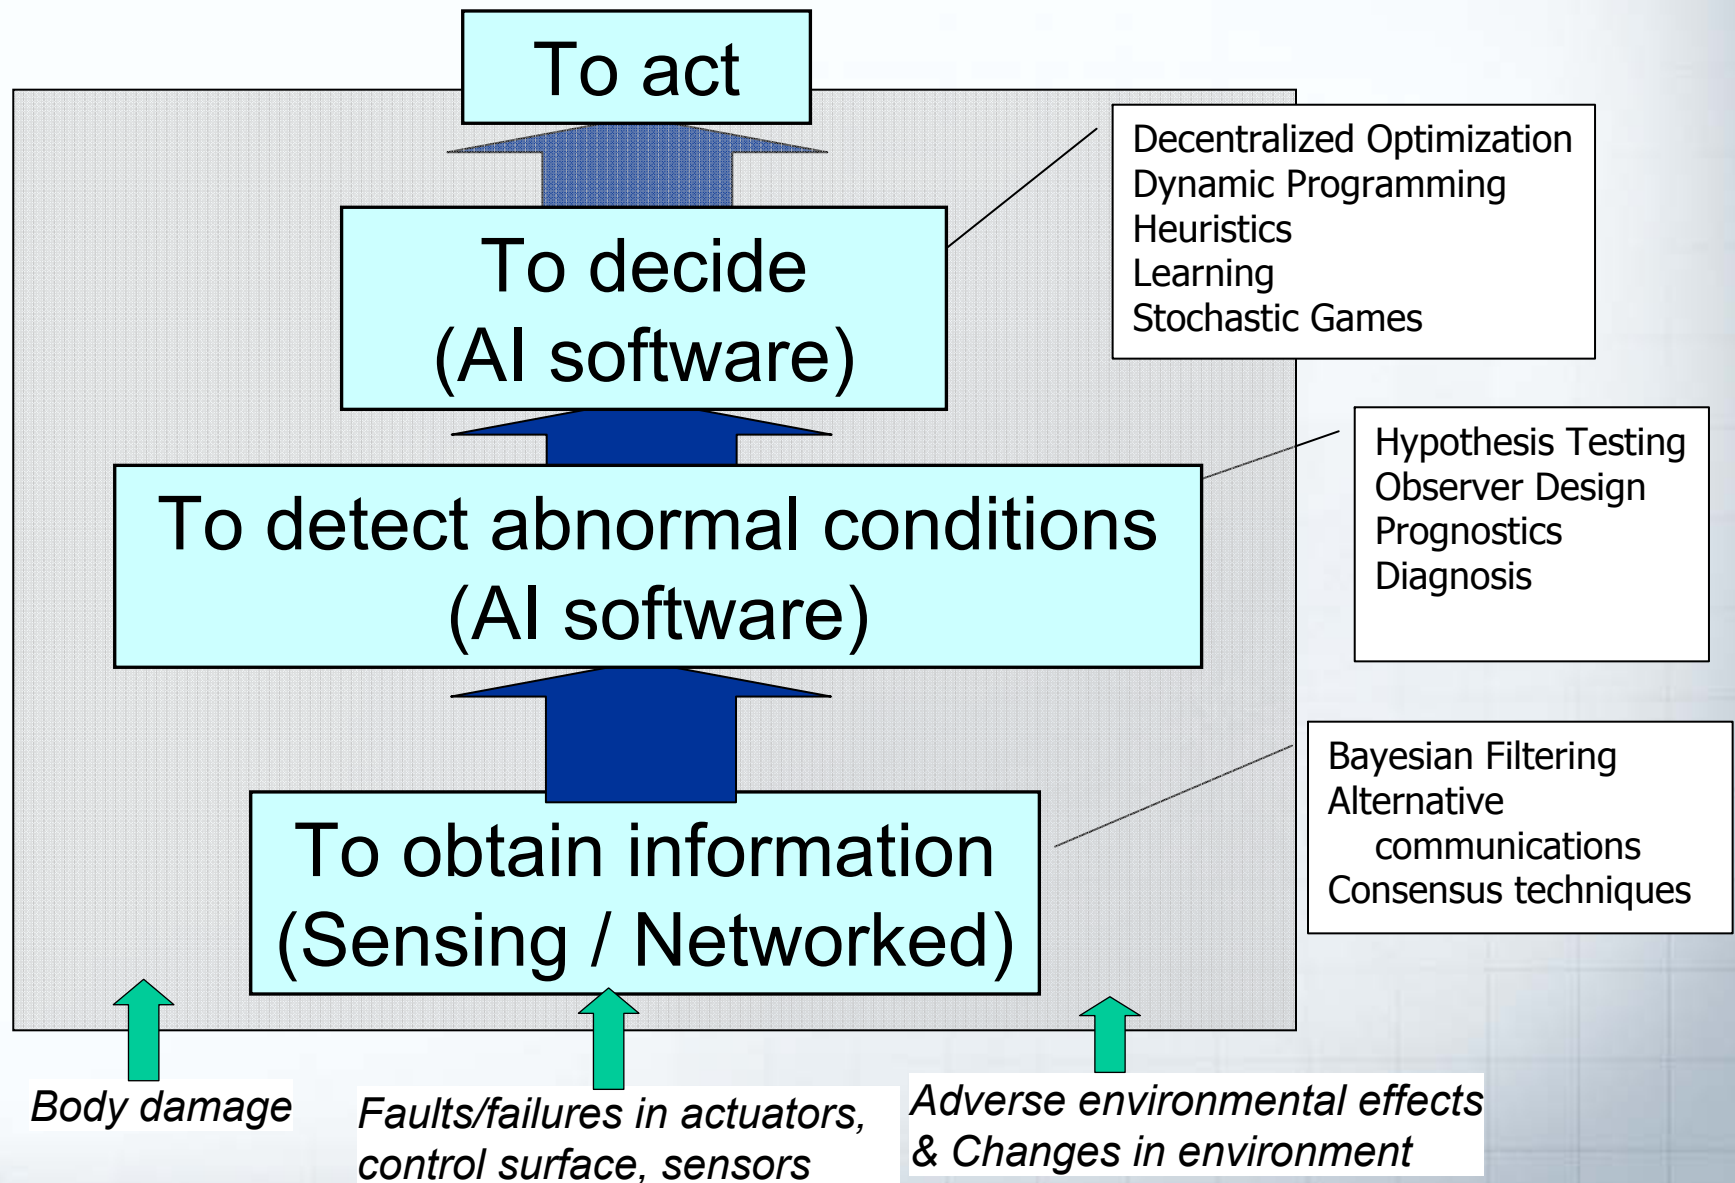 To act
Decentralized Optimization
Dynamic Programming
Heuristics
Learning
Stochastic Games
To decide
(AI software)
Hypothesis Testing
Observer Design
Prognostics
Diagnosis
To detect abnormal conditions
(AI software)
Bayesian Filtering
Alternative
communications
Consensus techniques
To obtain information
(Sensing / Networked)
Body damage
Faults/failures in actuators,
control surface, sensors
Adverse environmental effects
& Changes in environment